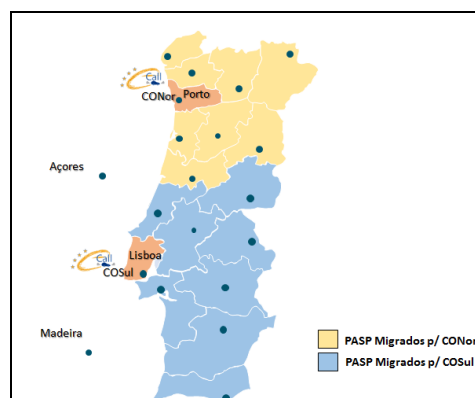 Call
CONor
Porto
Açores
Lisboa
Call
COSul
Madeira
PASP Migrados p/ CONor
PASP Migrados p/ COSul